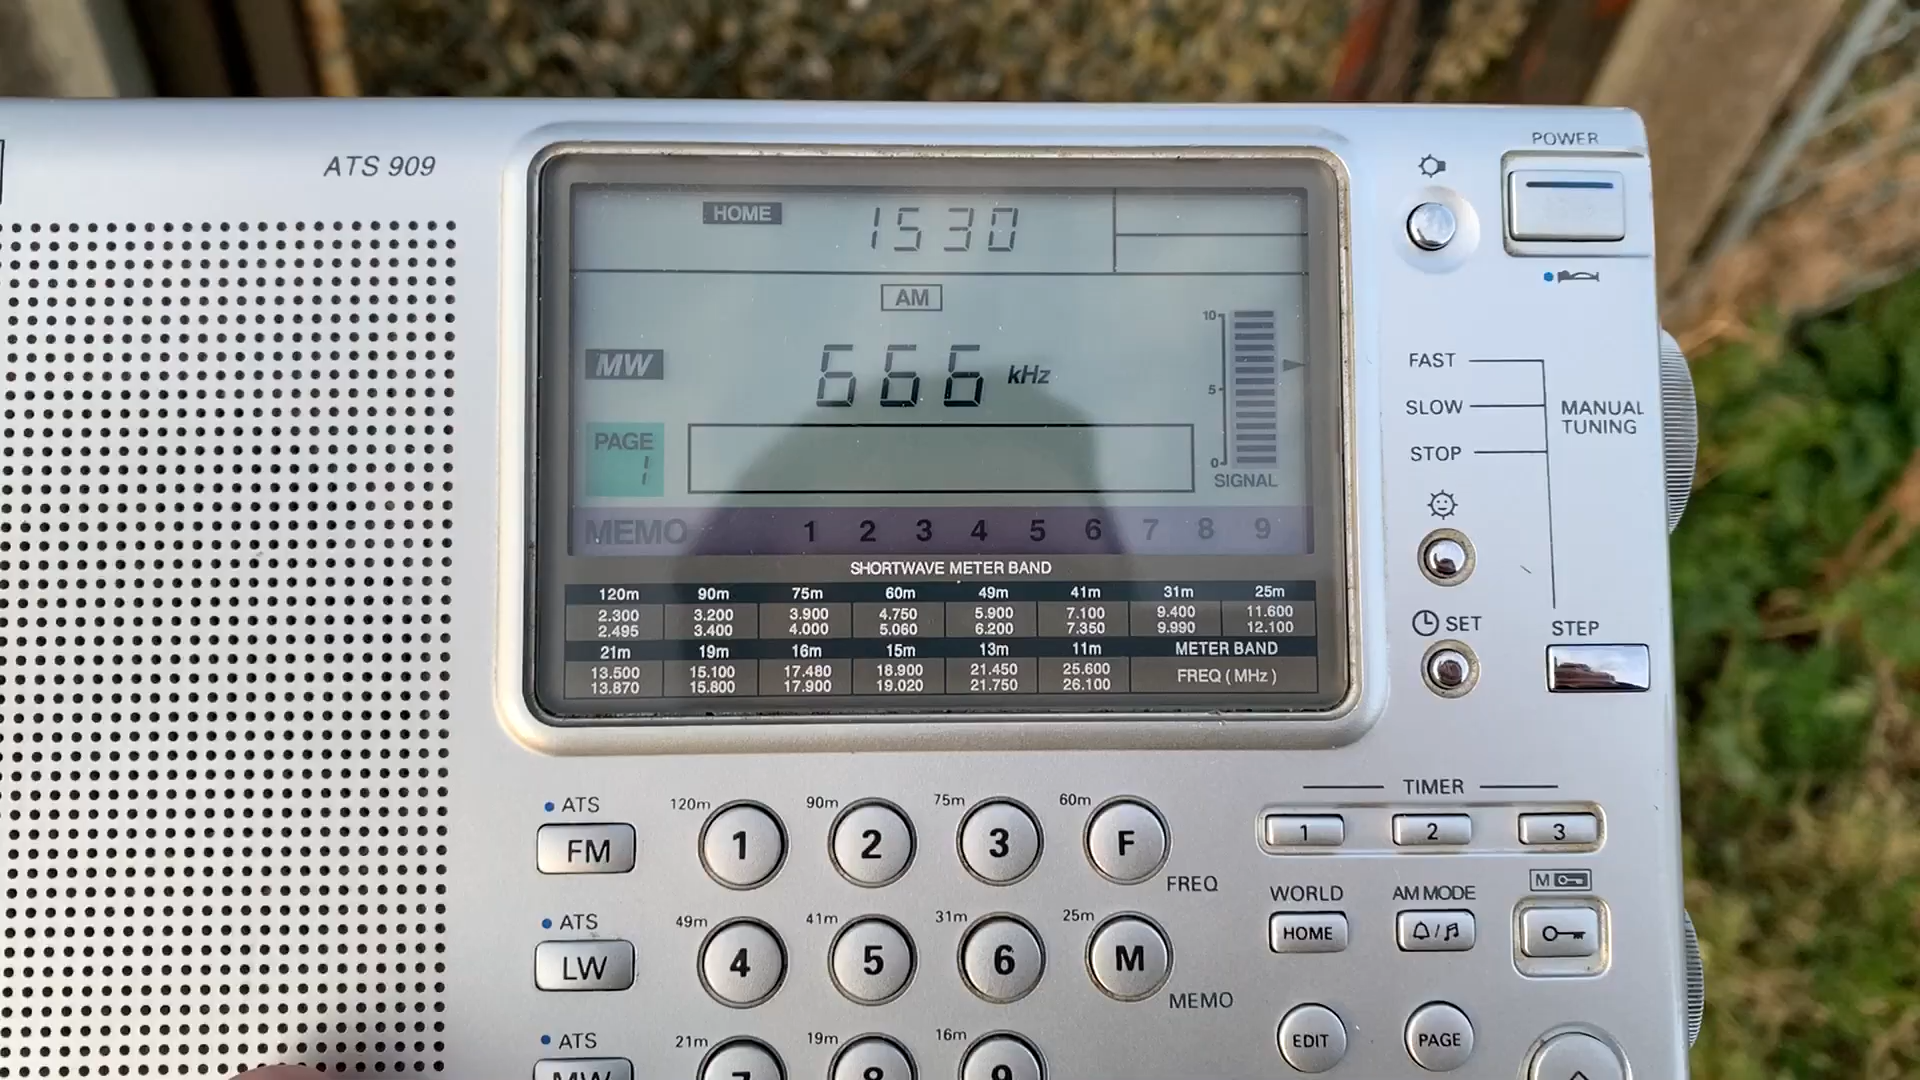 ATS 909
POWER
HOME 1530
AM
MW 666 kHz
10
5
0
SIGNAL
PAGE
1
MEMO 1 2 3 4 5 6 7 8 9
SHORTWAVE METER BAND
120m 90m 75m 60m 49m 41m 31m 25m
2.300 3.200 3.900 4.750 5.900 7.100 9.400 11.600
2.495 3.400 4.000 5.060 6.200 7.350 9.990 12.100
21m 19m 16m 15m 13m 11m METER BAND
13.500 15.100 17.480 18.900 21.450 25.600 FREQ (MHz)
13.870 15.800 17.900 19.020 21.750 26.100
FAST
SLOW
STOP
MANUAL
TUNING
SET
STEP
TIMER
1 2 3
ATS 120m 90m 75m 60m
FM 1 2 3 F
FREQ
WORLD AM MODE M
HOME
ATS 49m 41m 31m 25m
LW 4 5 6 M
MEMO
EDIT PAGE
ATS 21m 19m 16m
MW 7 8 9